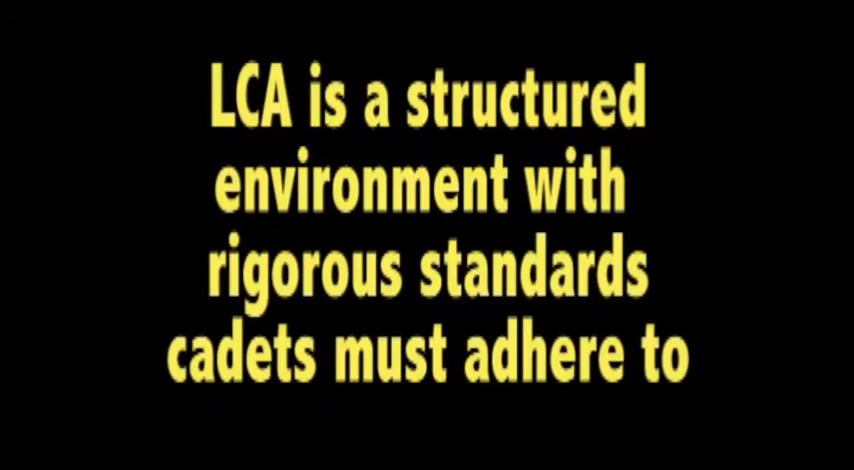 LCA is a structured
environment with
rigorous standards
cadets must adhere to